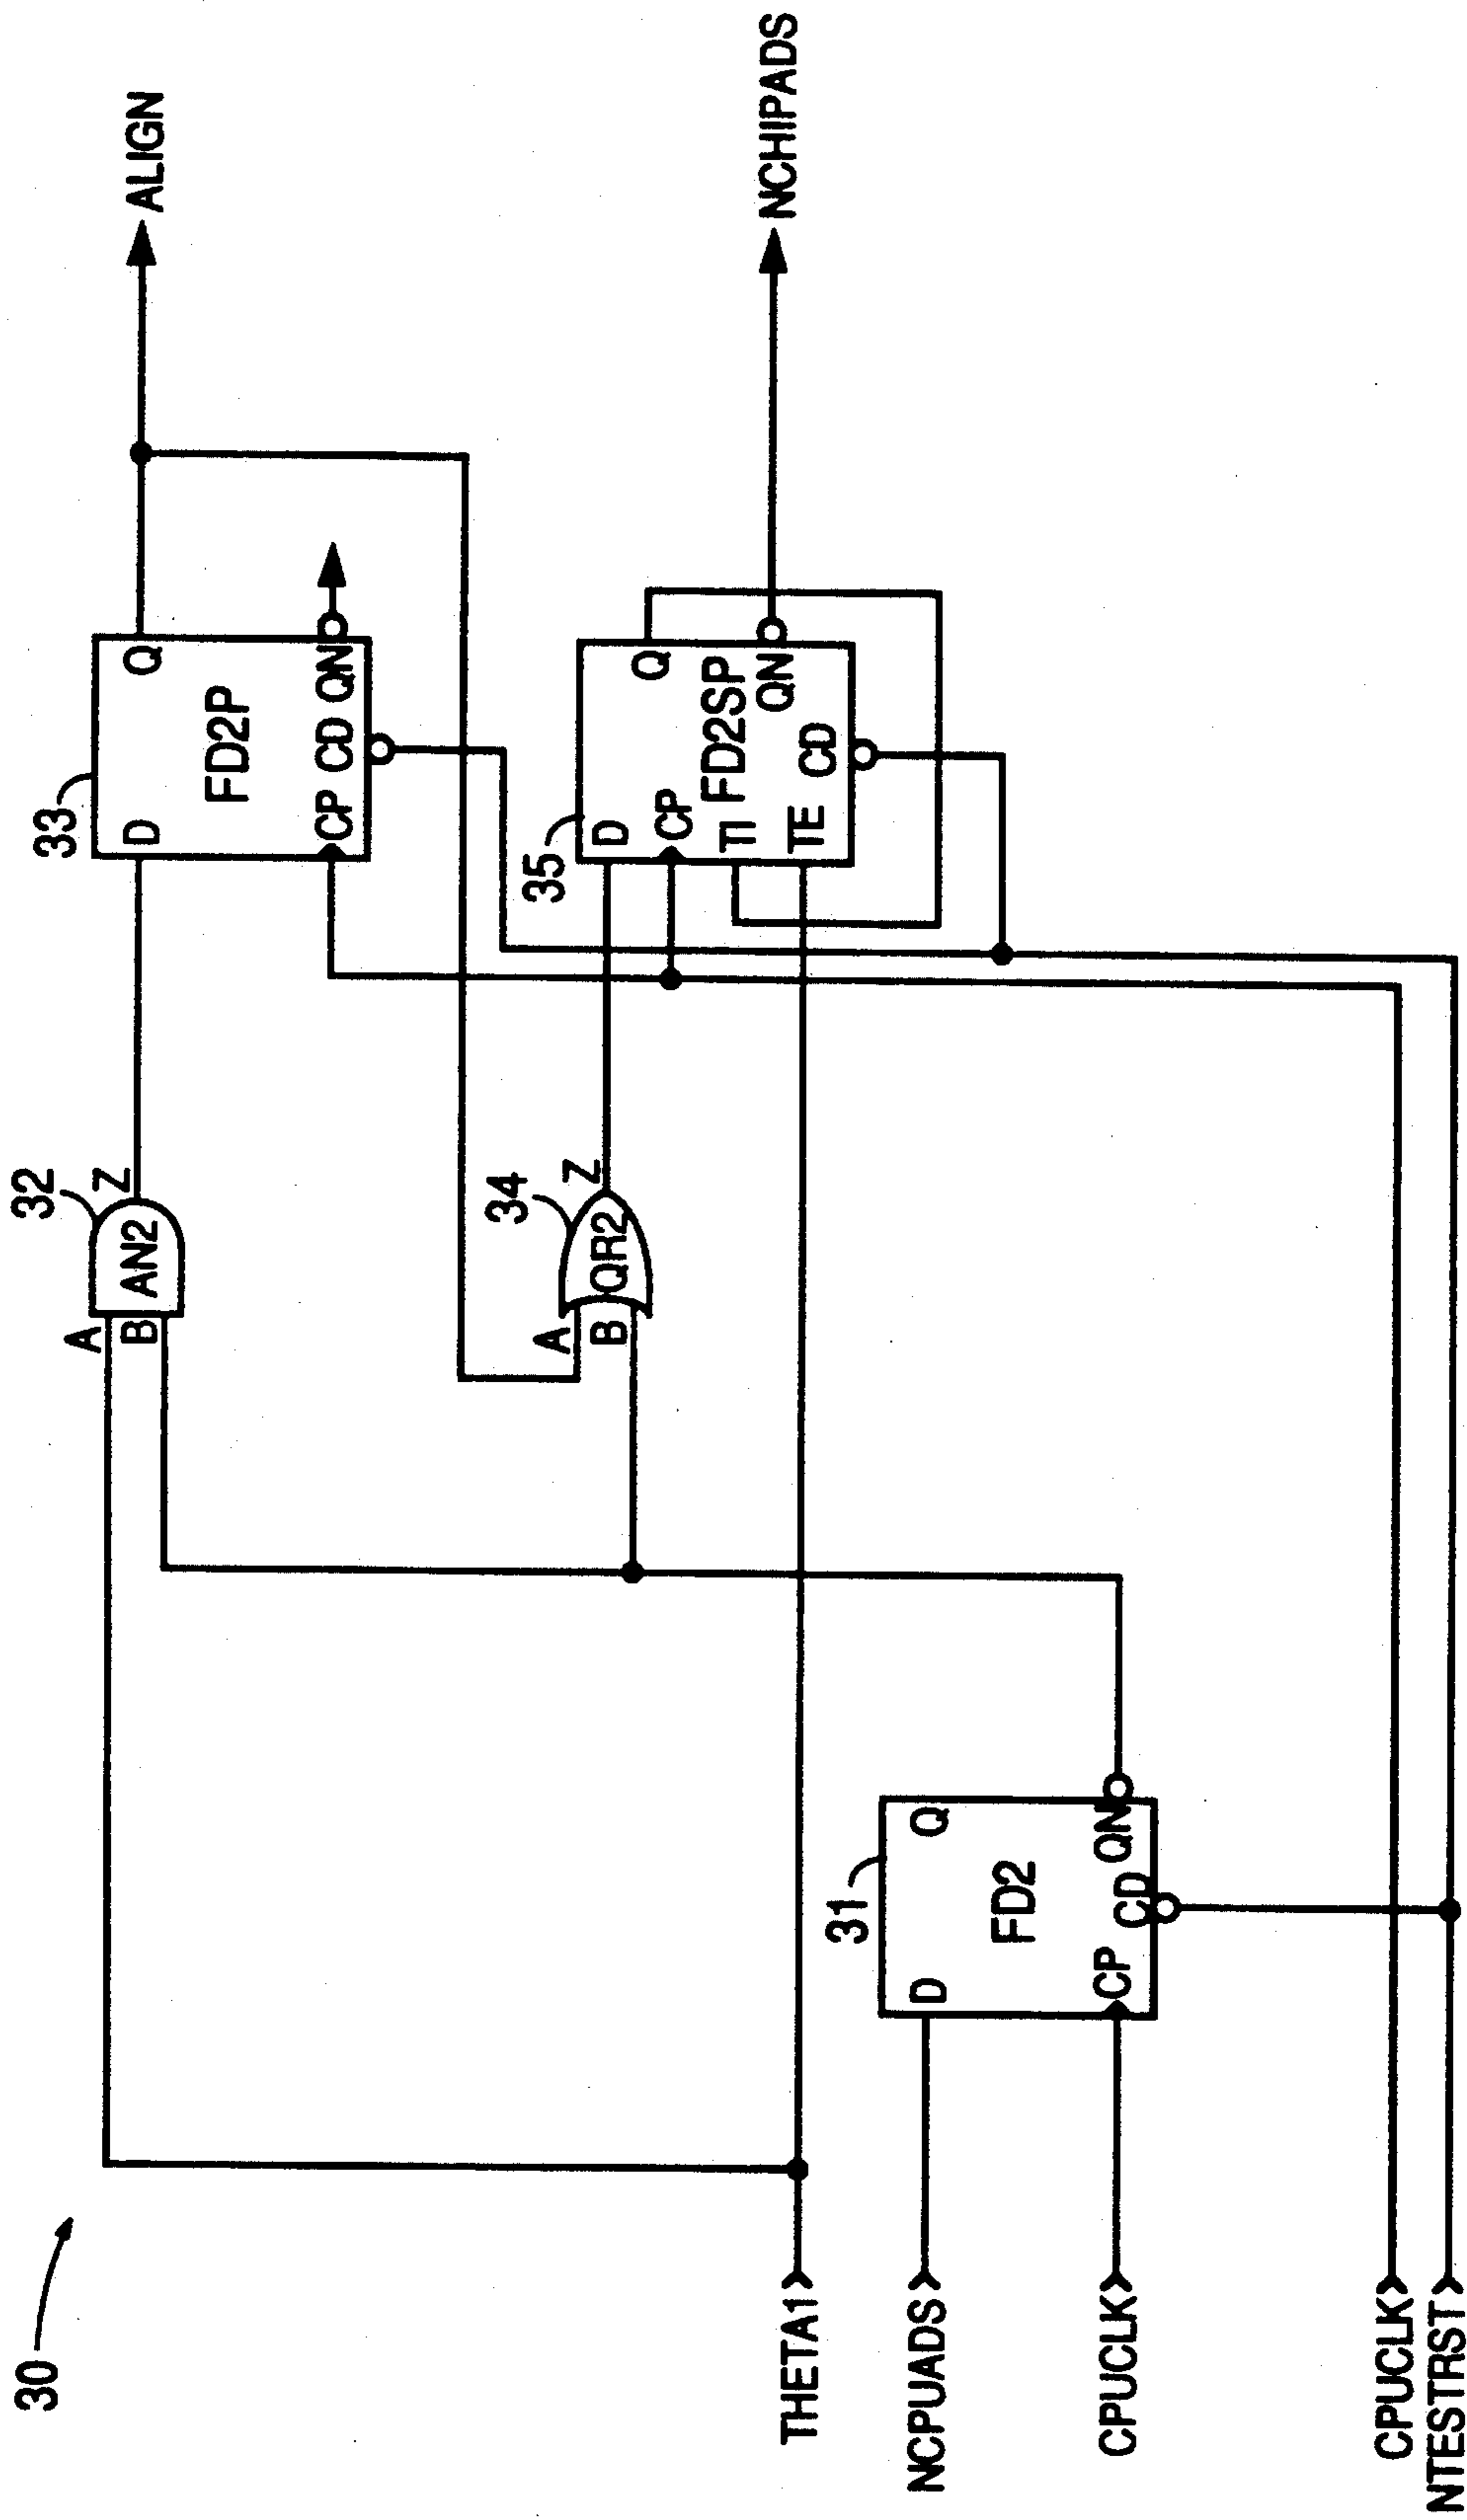 30
32
A
B
AN2
Z
33
D
Q
FD2P
CP
CD
QN
ALIGN
34
A
B
OR2
Z
35
D
Q
CP
FD2SP
TI
QN
TE
CD
NCHIPADS
THETA1
NCPUADS
CPUCLK
31
D
Q
FD2
CP
CD
QN
CPUCLK
NTESTRST